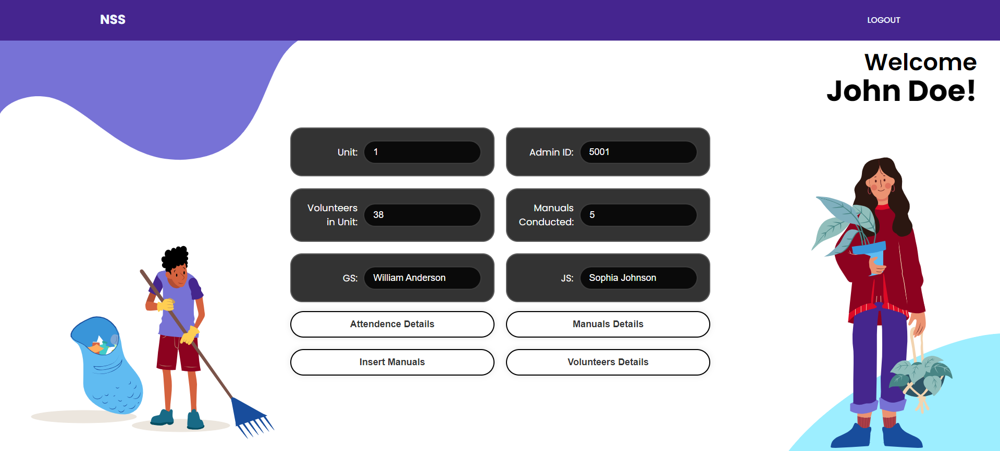 NSS
LOGOUT
Welcome
John Doe!
Unit:
1
Admin ID:
5001
Volunteers
in Unit:
38
Manuals
Conducted:
5
GS:
William Anderson
JS:
Sophia Johnson
Attendence Details
Manuals Details
Insert Manuals
Volunteers Details